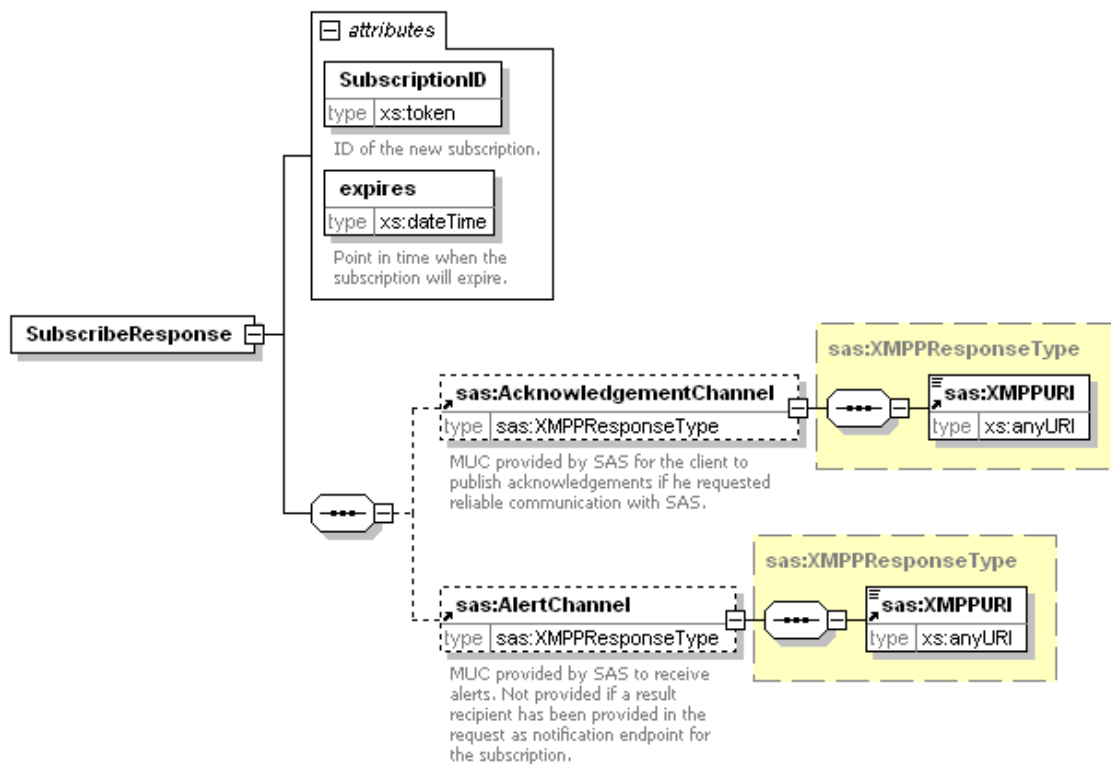 attributes
SubscriptionID
type xs:token
ID of the new subscription.
expires
type xs:dateTime
Point in time when the
subscription will expire.
SubscribeResponse
sas:XMPPResponseType
sas:AcknowledgementChannel
type sas:XMPPResponseType
sas:XMPPURI
type xs:anyURI
MUC provided by SAS for the client to
publish acknowledgements if he requested
reliable communication with SAS.
sas:XMPPResponseType
sas:AlertChannel
type sas:XMPPResponseType
sas:XMPPURI
type xs:anyURI
MUC provided by SAS to receive
alerts. Not provided if a result
recipient has been provided in the
request as notification endpoint for
the subscription.